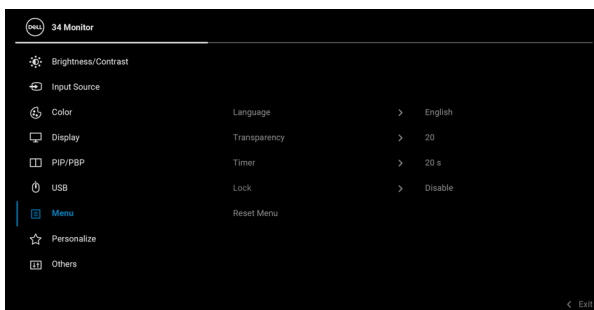 DELL 34 Monitor
Brightness/Contrast
Input Source
Color Language > English
Display Transparency > 20
PIP/PBP Timer > 20 s
USB Lock > Disable
Menu Reset Menu
Personalize
Others
< Exit